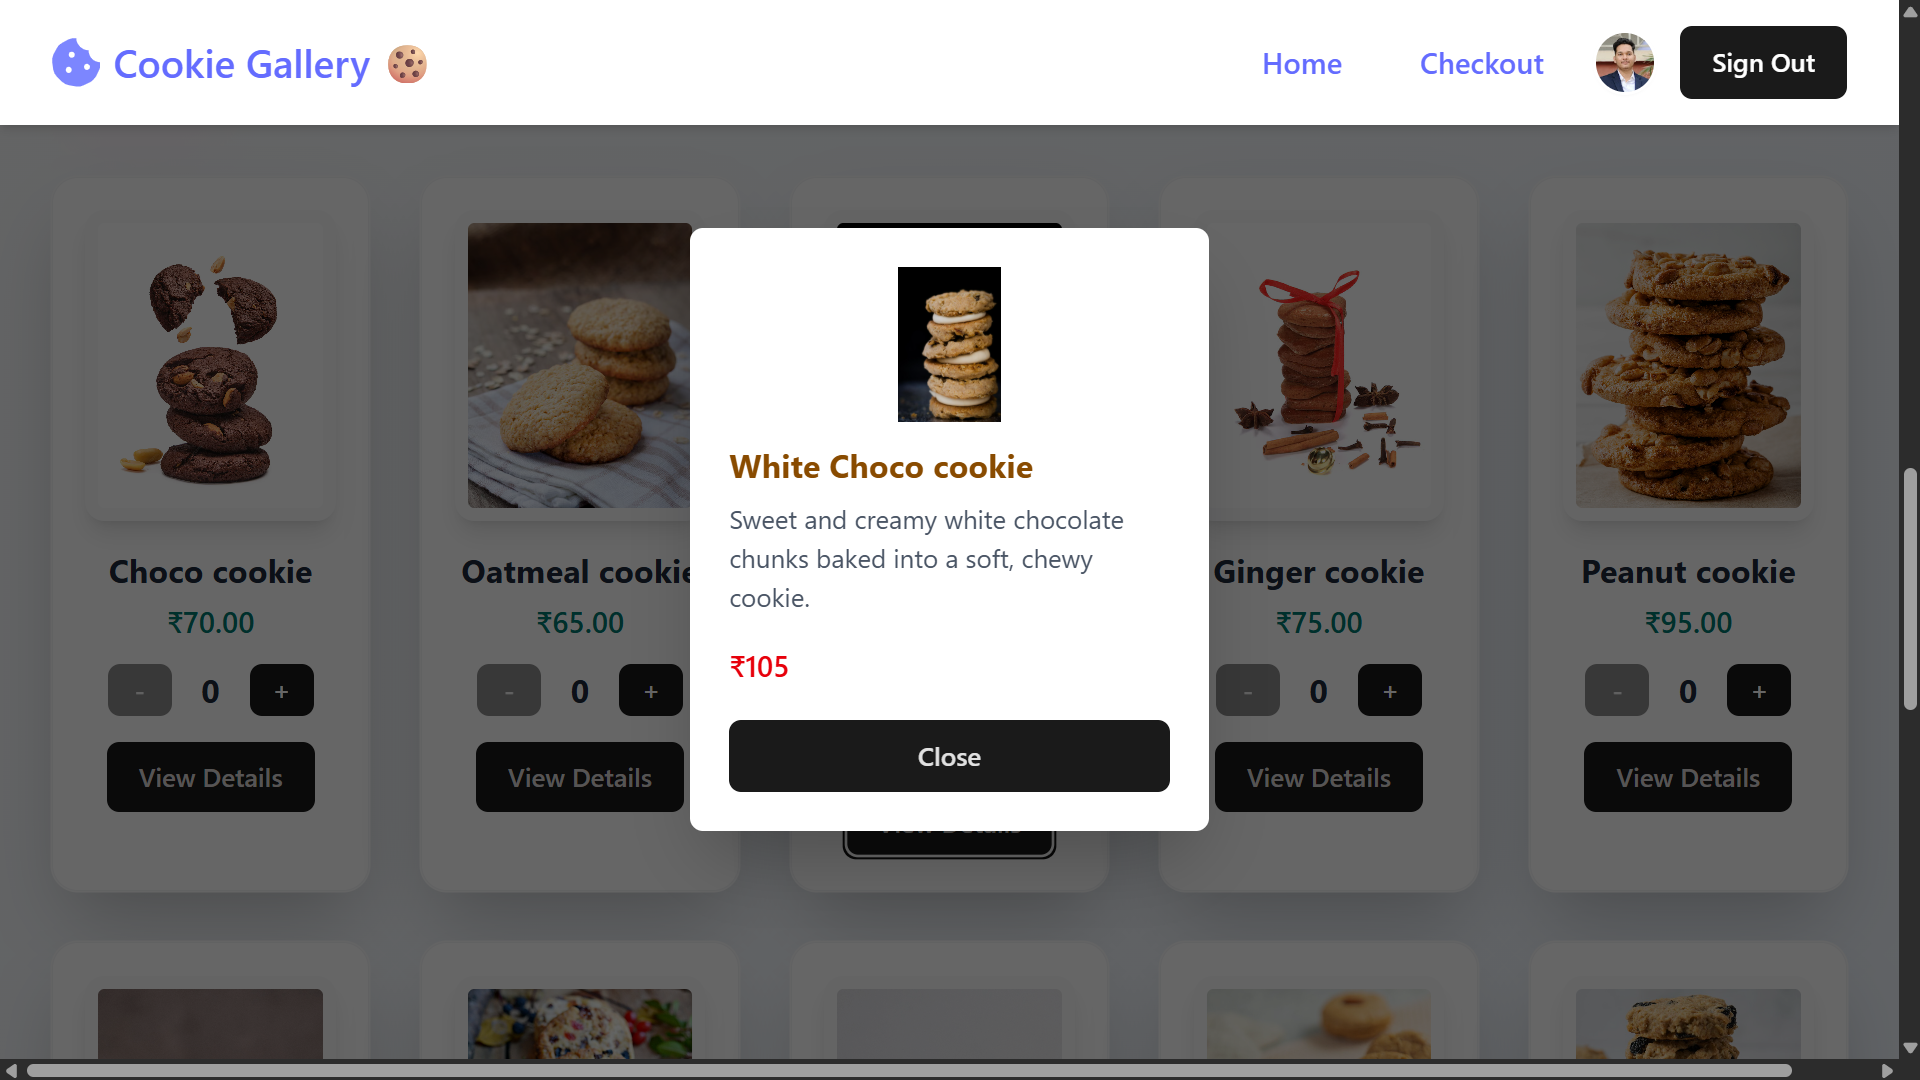 Cookie Gallery 🍪
Home
Checkout
Sign Out
White Choco cookie
Sweet and creamy white chocolate
chunks baked into a soft, chewy
cookie.
₹105
Close
Choco cookie
₹70.00
- 0 +
View Details
Oatmeal cookie
₹65.00
- 0 +
View Details
Ginger cookie
₹75.00
- 0 +
View Details
Peanut cookie
₹95.00
- 0 +
View Details